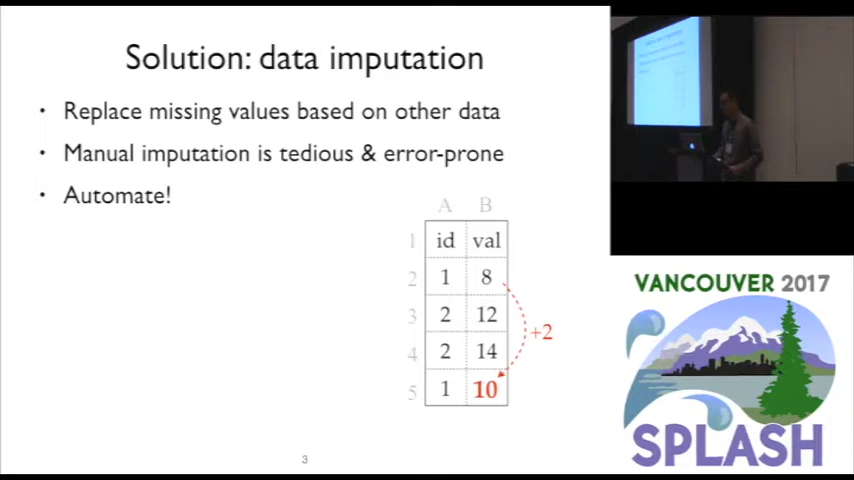 Solution: data imputation
• Replace missing values based on other data
• Manual imputation is tedious & error-prone
• Automate!
A B
1 id val
2 1 8
3 2 12
+2
4 2 14
5 1 10
3
VANCOUVER 2017
SPLASH